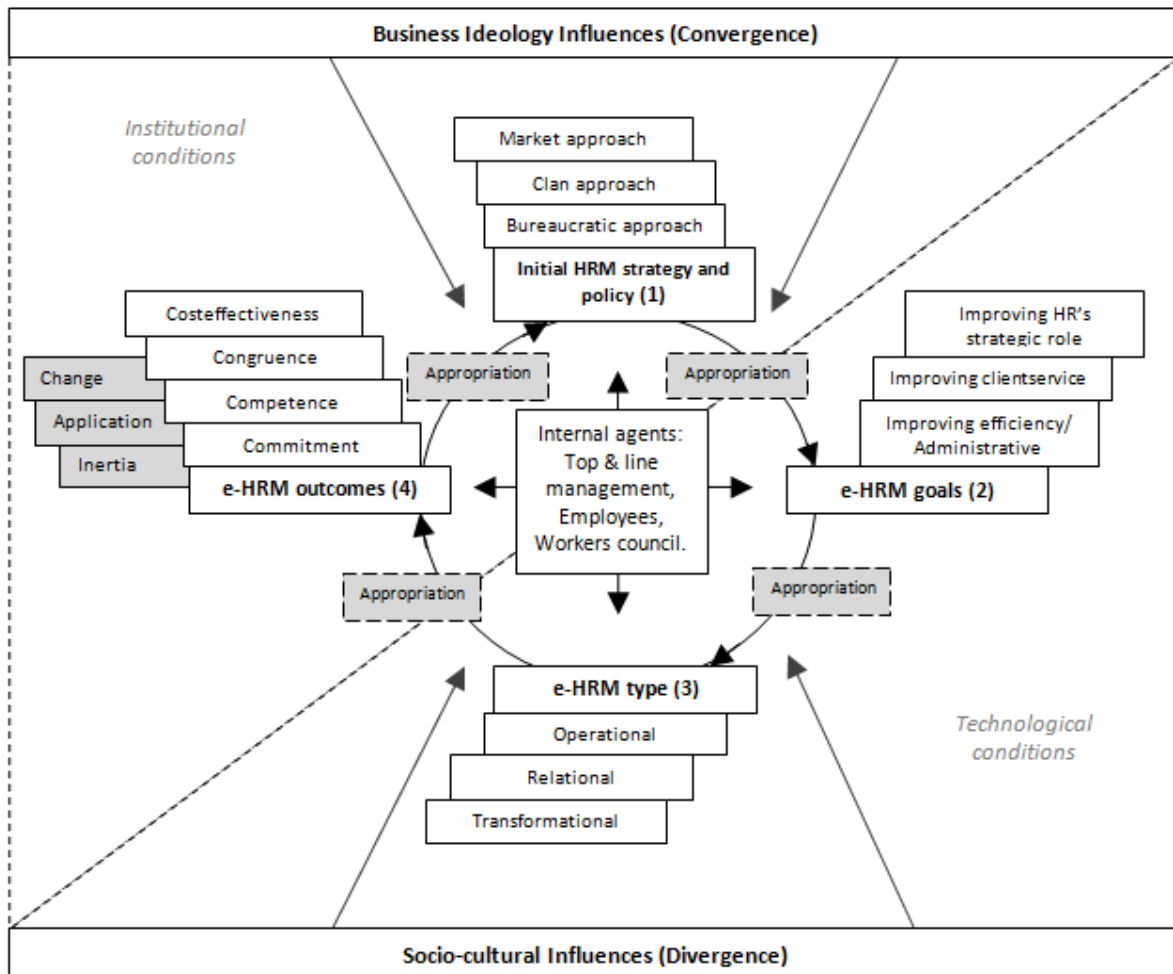 Business Ideology Influences (Convergence)
Institutional
conditions
Market approach
Clan approach
Bureaucratic approach
Initial HRM strategy and
policy (1)
Costeffectiveness
Congruence
Competence
Commitment
e-HRM outcomes (4)
Change
Application
Inertia
Appropriation
Appropriation
Improving HR's
strategic role
Improving clientservice
Improving efficiency/
Administrative
e-HRM goals (2)
Internal agents:
Top & line
management,
Employees,
Workers council.
Appropriation
Appropriation
e-HRM type (3)
Operational
Relational
Transformational
Technological
conditions
Socio-cultural Influences (Divergence)